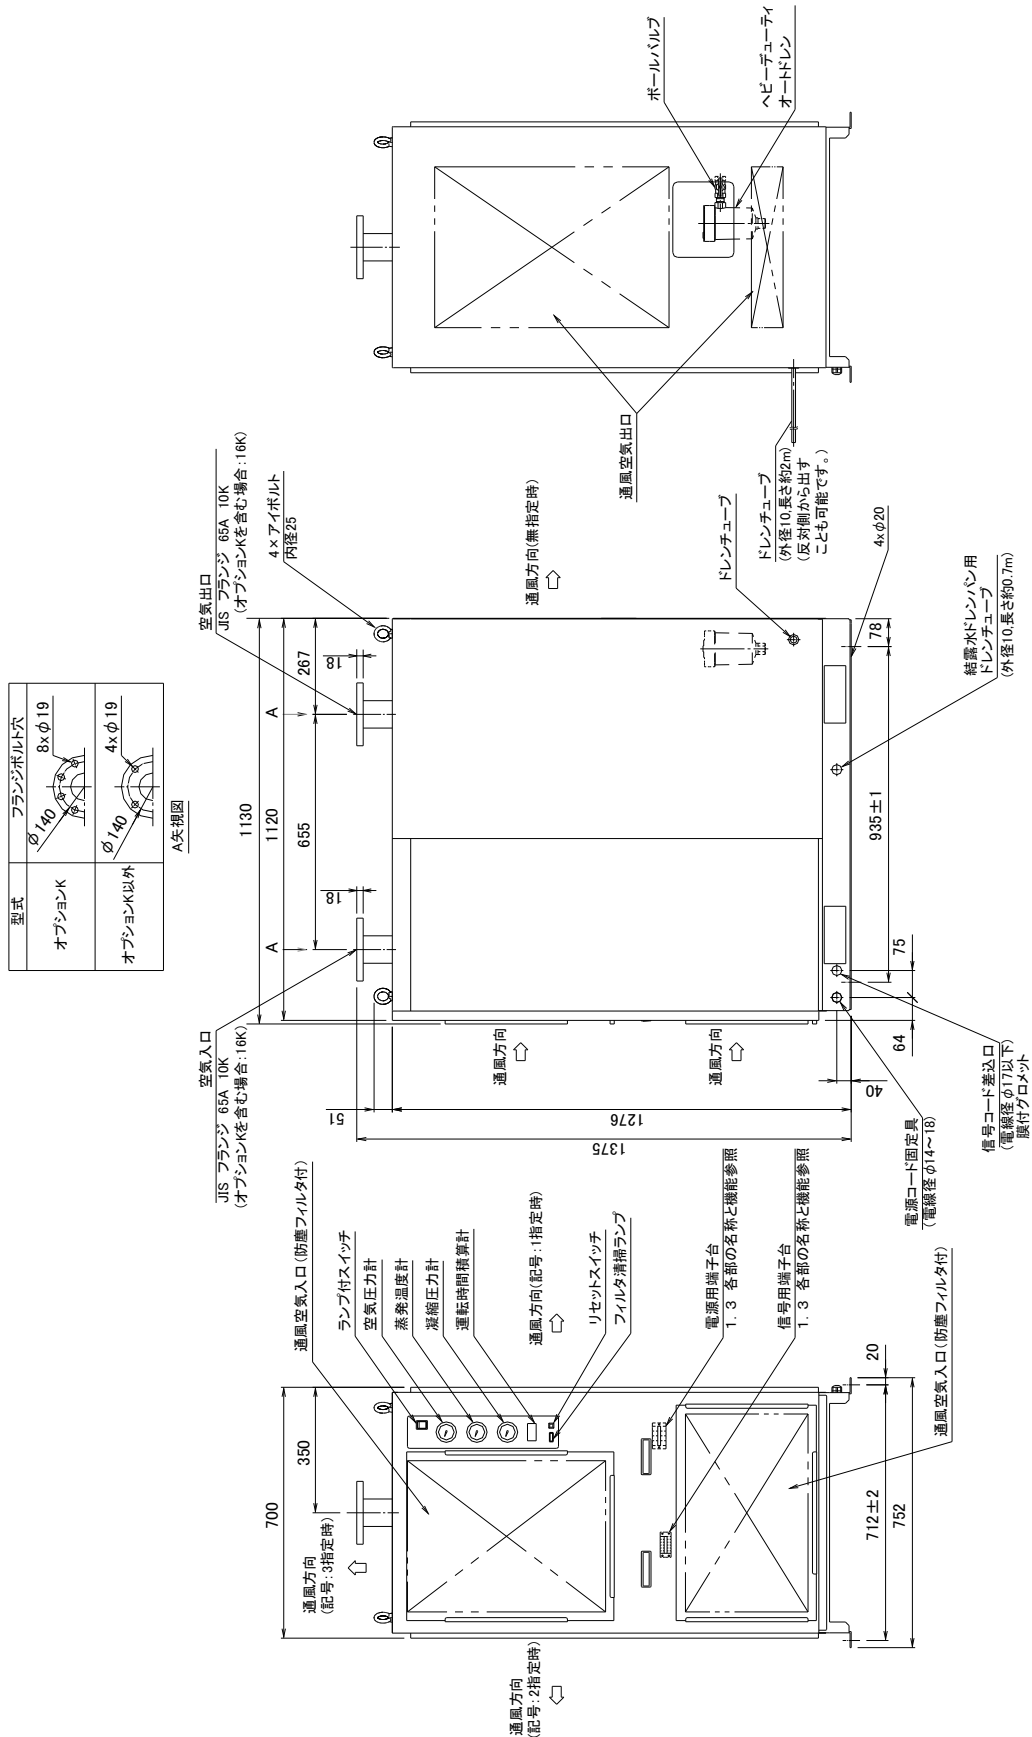 型式
フランジボルト穴
オプションK
φ140
8xφ19
オプションK以外
φ140
4xφ19
A矢視図
700
350
通風方向
(記号:3指定時)
通風方向
(記号:2指定時)
通風空気入口(防塵フィルタ付)
ランプ付スイッチ
空気圧力計
蒸発温度計
凝縮圧力計
運転時間積算計
通風方向(記号:1指定時)
リセットスイッチ
フィルタ清掃ランプ
電源用端子台
1.3 各部の名称と機能参照
信号用端子台
1.3 各部の名称と機能参照
通風空気入口(防塵フィルタ付)
20
712±2
752
空気入口
JIS フランジ 65A 10K
(オプションKを含む場合:16K)
空気出口
JIS フランジ 65A 10K
(オプションKを含む場合:16K)
4×アイボルト
内径25
1130
1120
655
267
A
A
18
18
51
1276
1375
40
通風方向
通風方向
通風方向(無指定時)
ドレンチューブ
64
75
935±1
78
4xφ20
電源コード固定具
(電線径 φ14~18)
信号コード差込口
(電線径 φ17以下)
膜付グロメット
結露水ドレンパン用
ドレンチューブ
(外径10,長さ約0.7m)
通風空気出口
ドレンチューブ
(外径10,長さ約2m)
(反対側から出す
ことも可能です。)
ボールバルブ
ヘビーデューティ
オートドレン